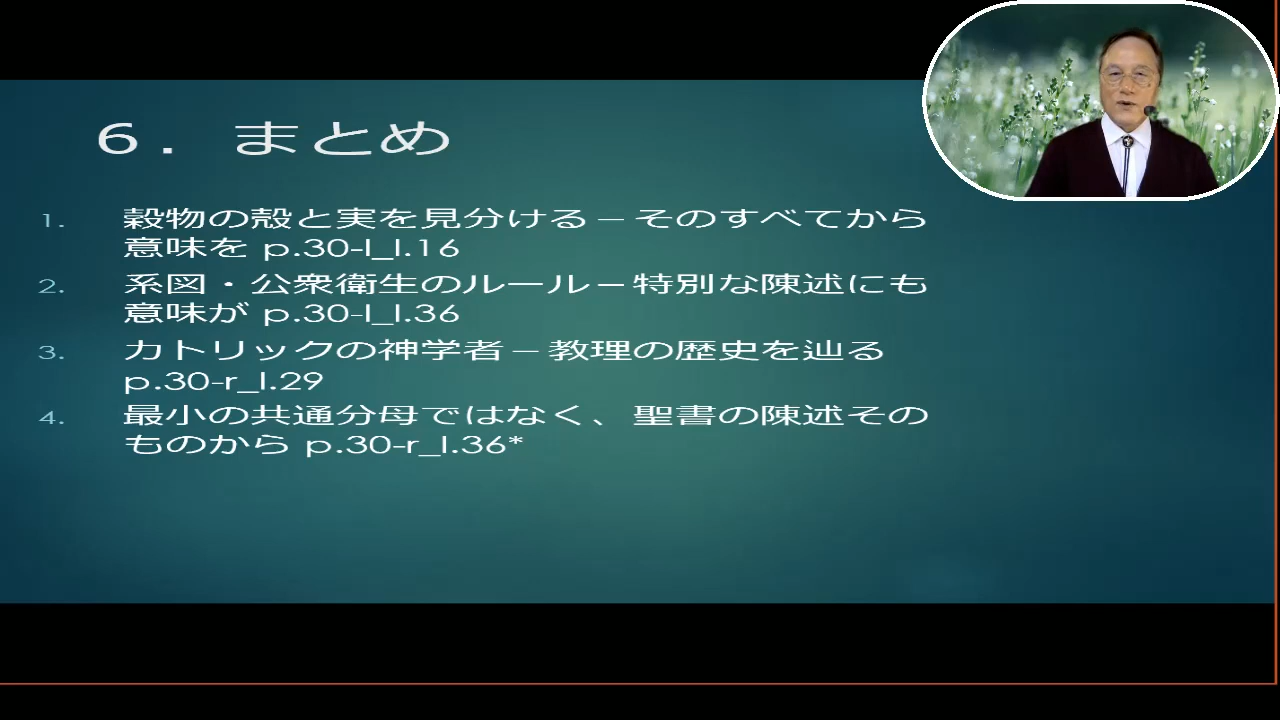 ６． まとめ
1. 穀物の殻と実を見分ける – そのすべてから
意味を p.30-l_l.16
2. 系図・公衆衛生のルール – 特別な陳述にも
意味が p.30-l_l.36
3. カトリックの神学者 – 教理の歴史を辿る
p.30-r_l.29
4. 最小の共通分母ではなく、聖書の陳述その
ものから p.30-r_l.36*